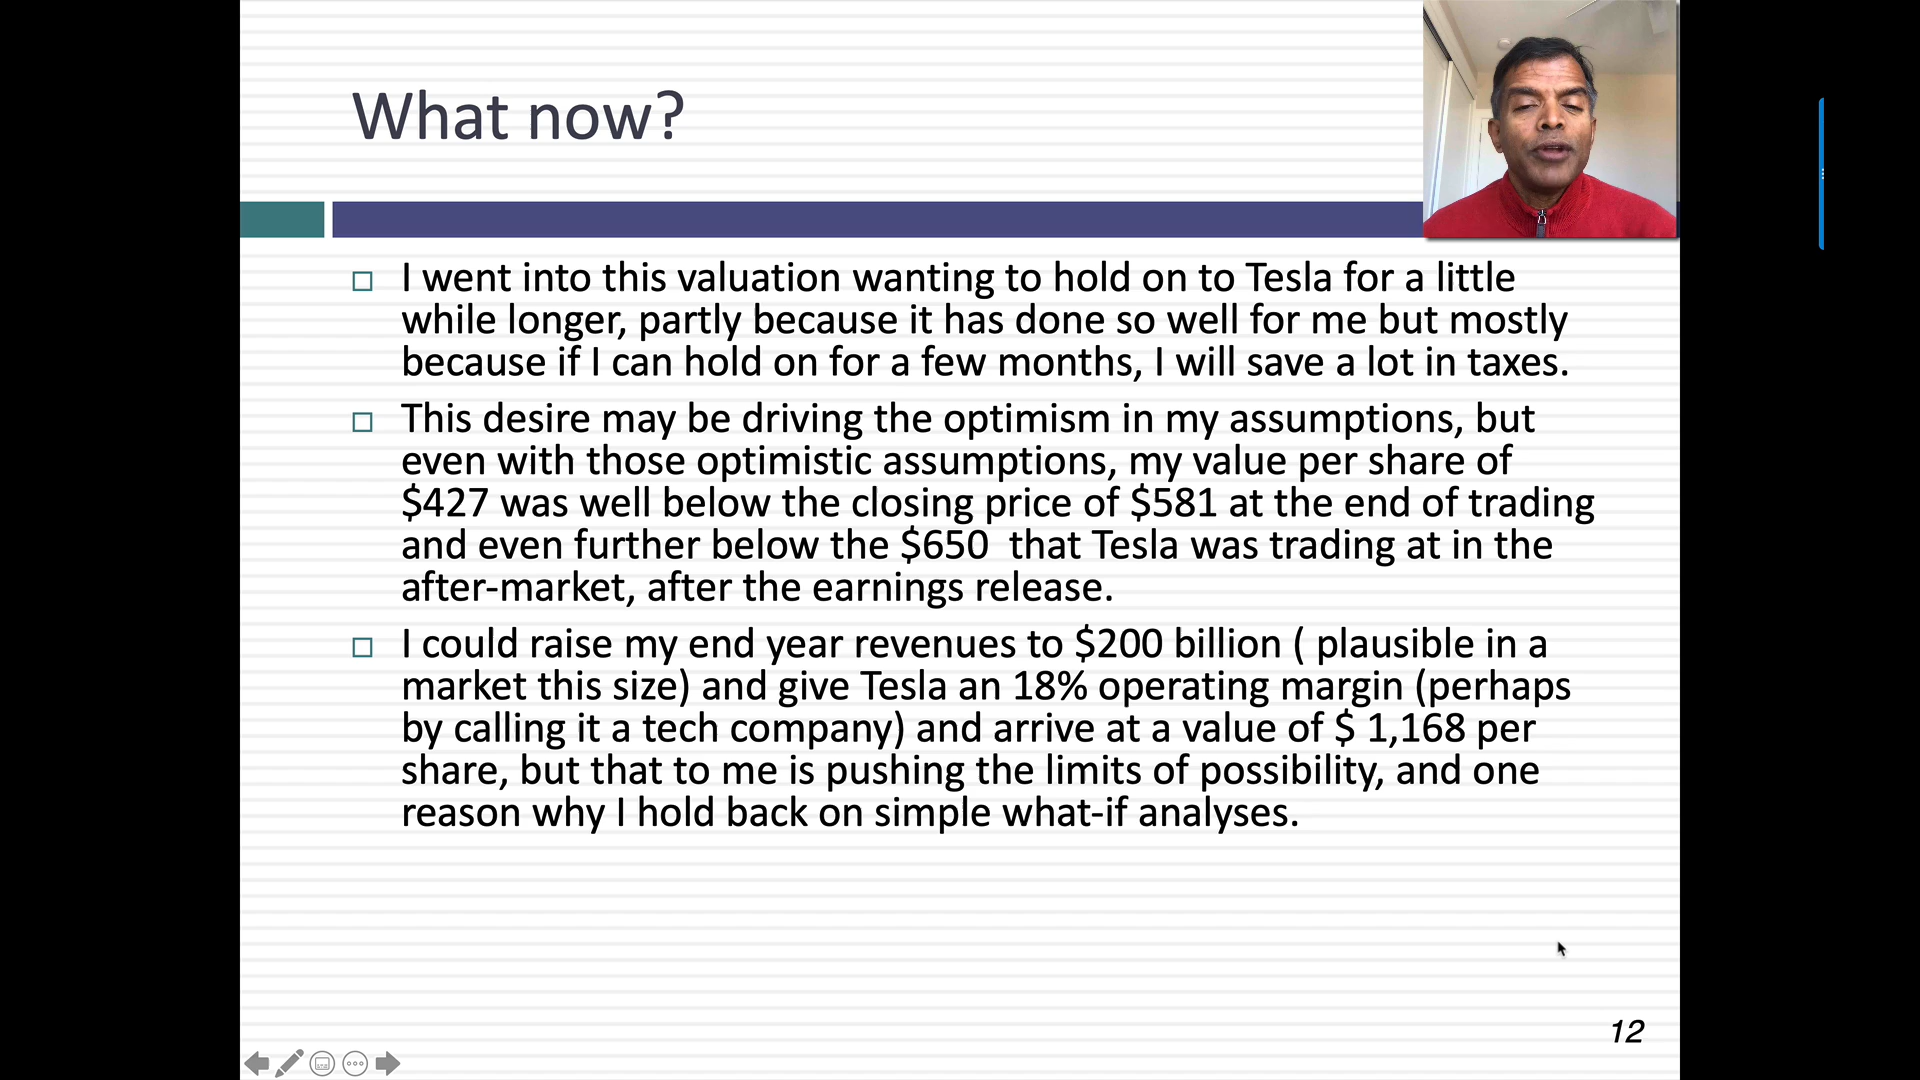 What now?
I went into this valuation wanting to hold on to Tesla for a little
while longer, partly because it has done so well for me but mostly
because if I can hold on for a few months, I will save a lot in taxes.
This desire may be driving the optimism in my assumptions, but
even with those optimistic assumptions, my value per share of
$427 was well below the closing price of $581 at the end of trading
and even further below the $650  that Tesla was trading at in the
after-market, after the earnings release.
I could raise my end year revenues to $200 billion ( plausible in a
market this size) and give Tesla an 18% operating margin (perhaps
by calling it a tech company) and arrive at a value of $ 1,168 per
share, but that to me is pushing the limits of possibility, and one
reason why I hold back on simple what-if analyses.
12